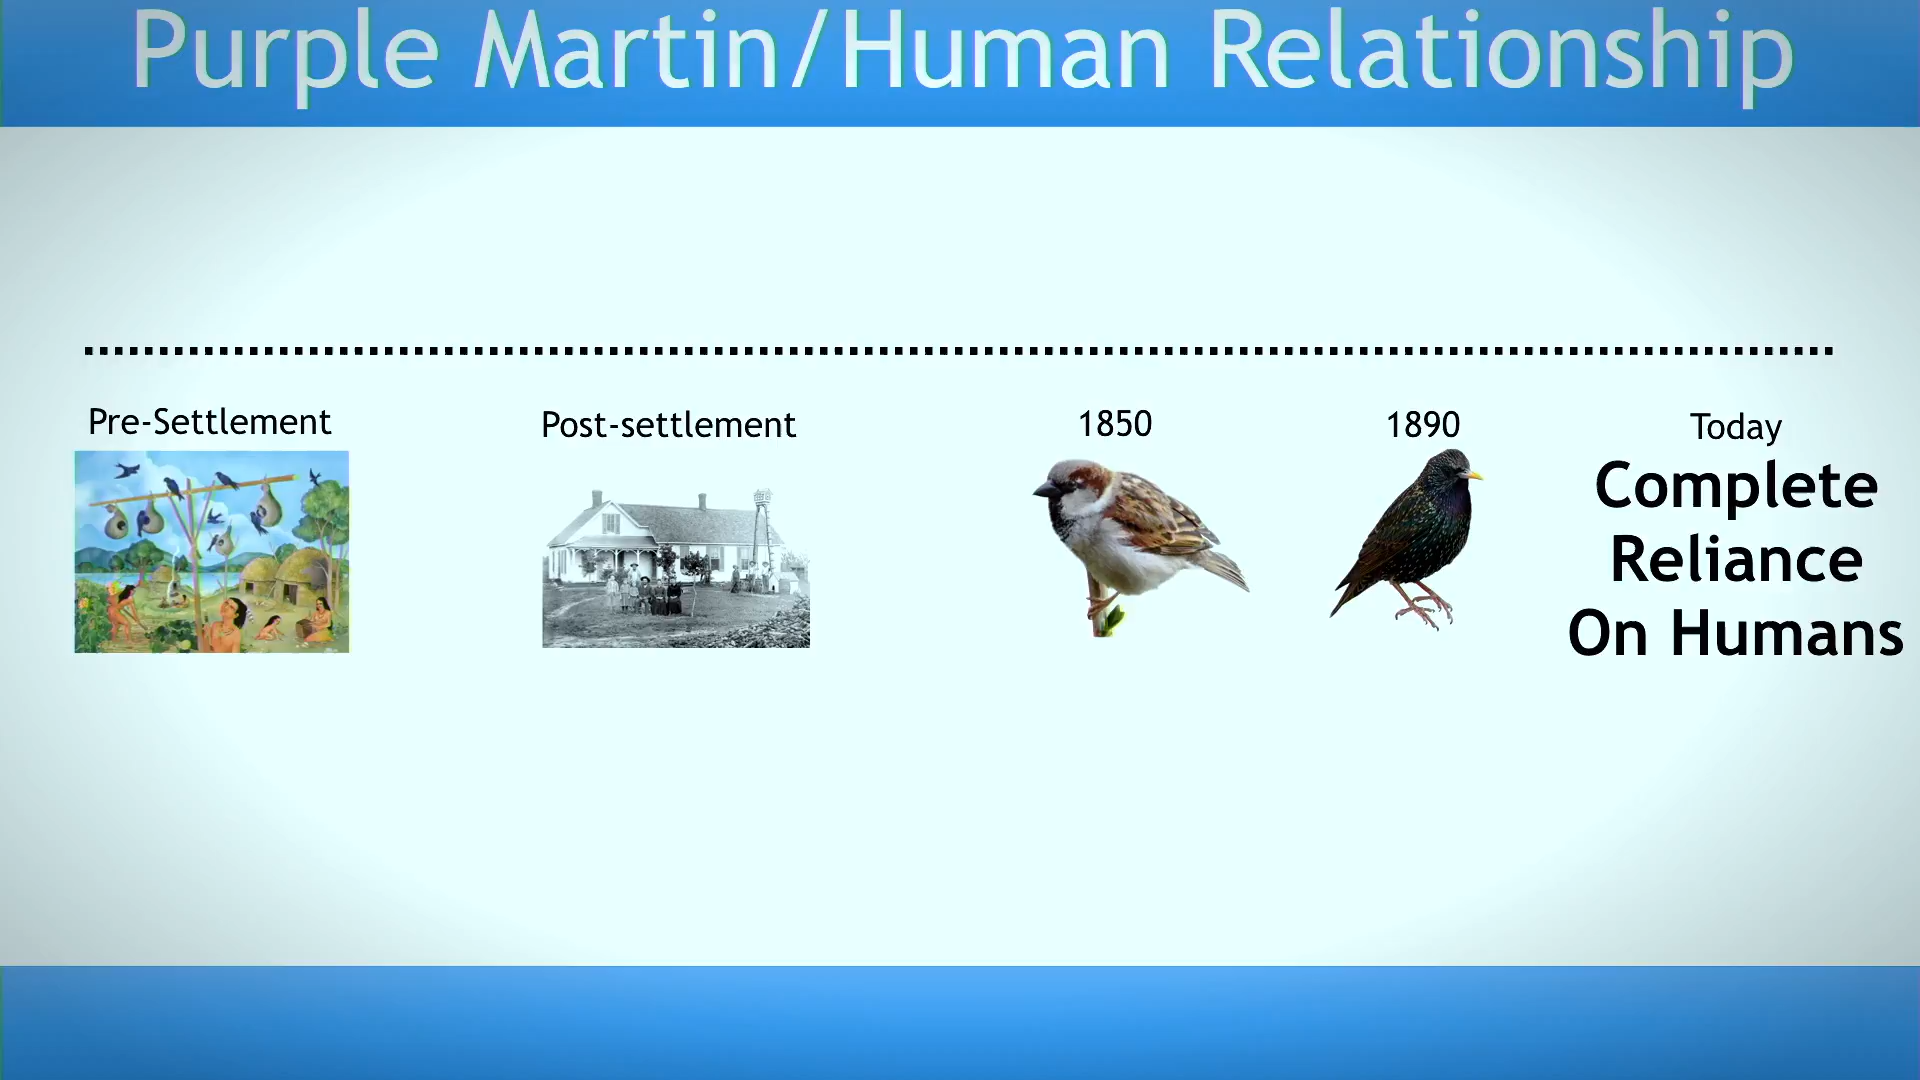 Purple Martin/Human Relationship
Pre-Settlement
Post-settlement
1850
1890
Today
Complete
Reliance
On Humans